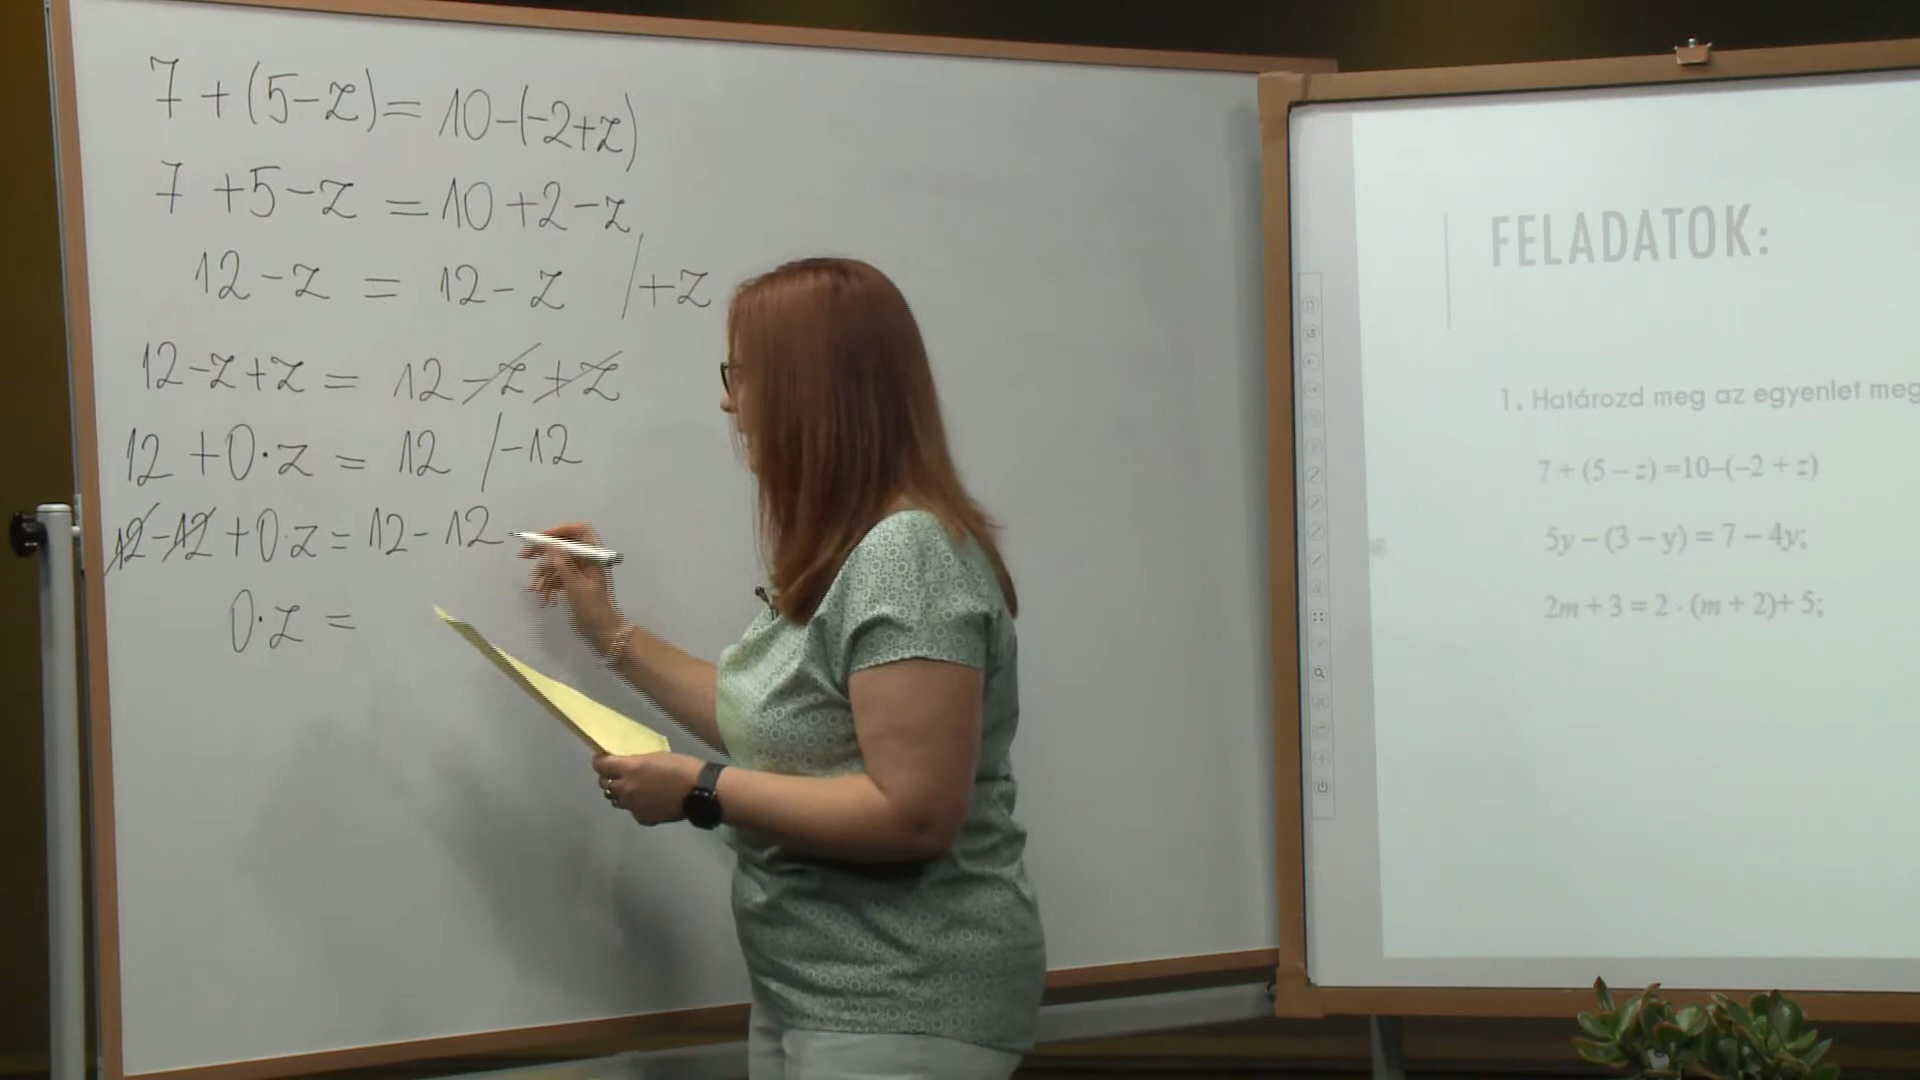 7+(5-z)=10-(-2+z)
7+5-z=10+2-z
12-z = 12-z /+z
12-z+z = 12-z+z
12+0·z = 12 /-12
12-12+0·z=12-12
0·z =
FELADATOK:
1. Határozd meg az egyenlet meg
7 + (5 – z) =10–(–2 + z)
5y – (3 – y) = 7 – 4y;
2m + 3 = 2 · (m + 2)+ 5;